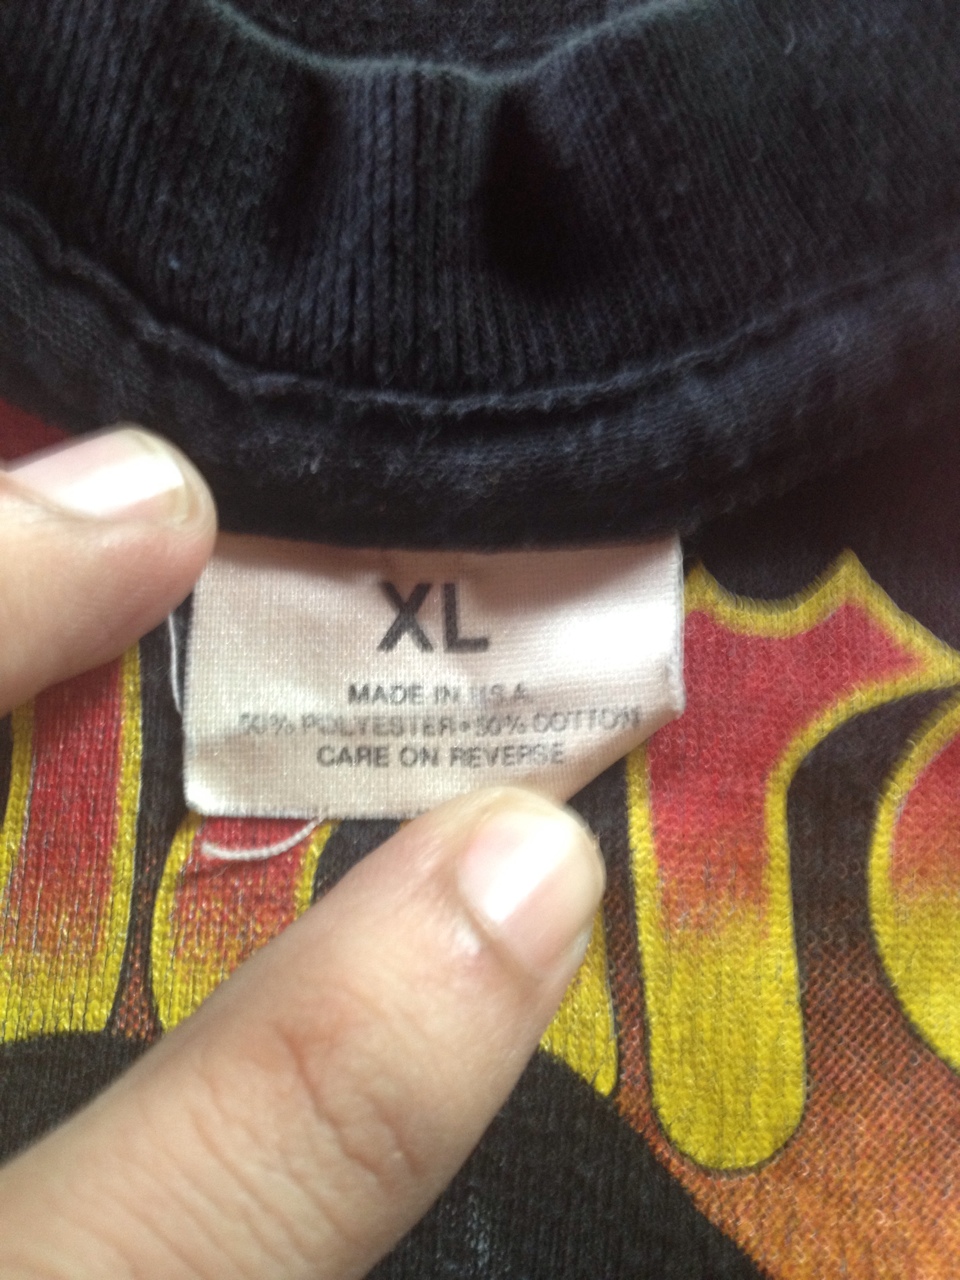 XL
MADE IN U.S.A.
50% POLYESTER • 50% COTTON
CARE ON REVERSE